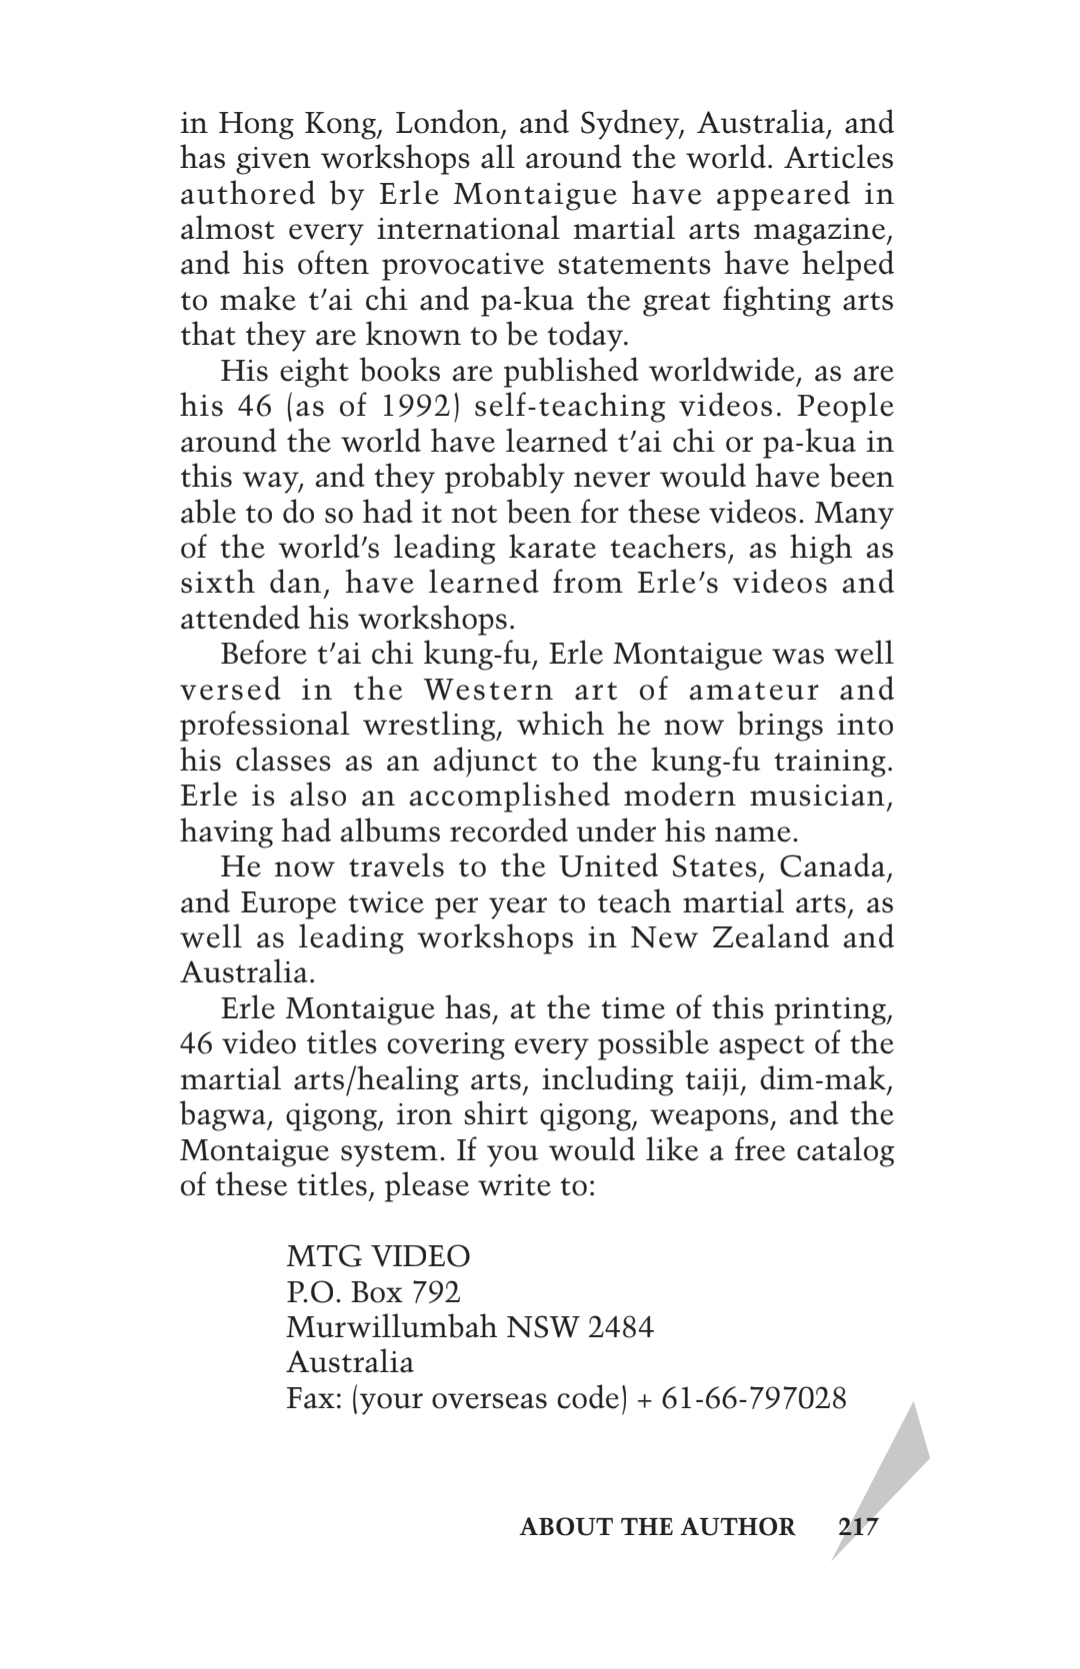 in Hong Kong, London, and Sydney, Australia, and
has given workshops all around the world. Articles
authored by Erle Montaigue have appeared in
almost every international martial arts magazine,
and his often provocative statements have helped
to make t’ai chi and pa-kua the great fighting arts
that they are known to be today.
His eight books are published worldwide, as are
his 46 (as of 1992) self-teaching videos. People
around the world have learned t’ai chi or pa-kua in
this way, and they probably never would have been
able to do so had it not been for these videos. Many
of the world’s leading karate teachers, as high as
sixth dan, have learned from Erle’s videos and
attended his workshops.
Before t’ai chi kung-fu, Erle Montaigue was well
versed in the Western art of amateur and
professional wrestling, which he now brings into
his classes as an adjunct to the kung-fu training.
Erle is also an accomplished modern musician,
having had albums recorded under his name.
He now travels to the United States, Canada,
and Europe twice per year to teach martial arts, as
well as leading workshops in New Zealand and
Australia.
Erle Montaigue has, at the time of this printing,
46 video titles covering every possible aspect of the
martial arts/healing arts, including taiji, dim-mak,
bagwa, qigong, iron shirt qigong, weapons, and the
Montaigue system. If you would like a free catalog
of these titles, please write to:
MTG VIDEO
P.O. Box 792
Murwillumbah NSW 2484
Australia
Fax: (your overseas code) + 61-66-797028
ABOUT THE AUTHOR 217